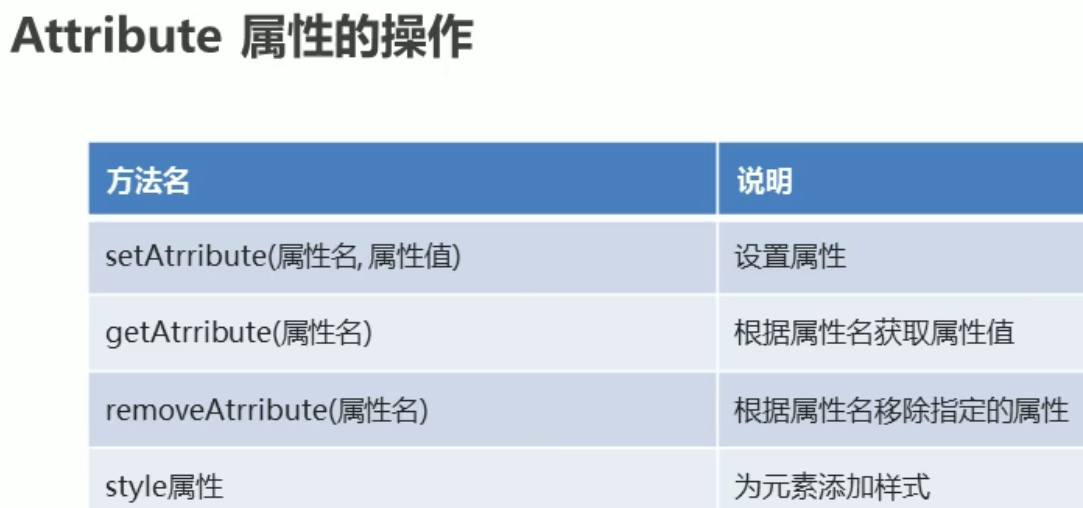 Attribute 属性的操作
方法名 说明
setAtrribute(属性名, 属性值) 设置属性
getAtrribute(属性名) 根据属性名获取属性值
removeAtrribute(属性名) 根据属性名移除指定的属性
style属性 为元素添加样式